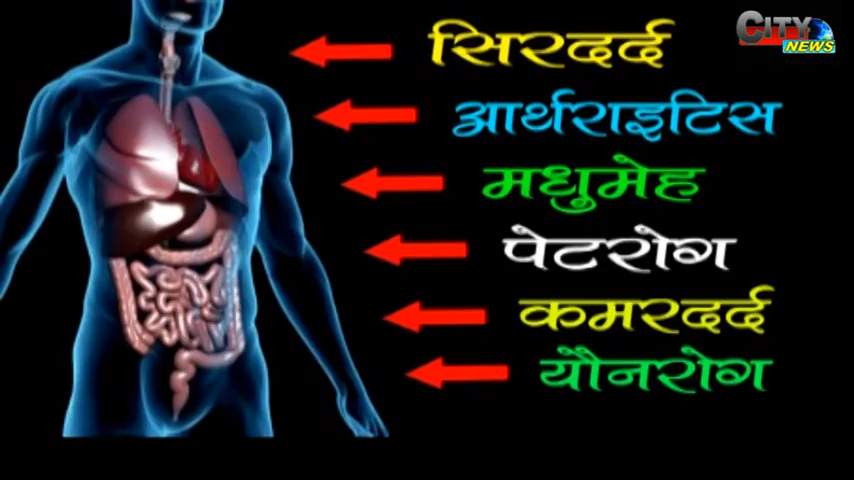 CITY
NEWS
सिरदर्द
आर्थराइटिस
मधुमेह
पेटरोग
कमरदर्द
यौनरोग